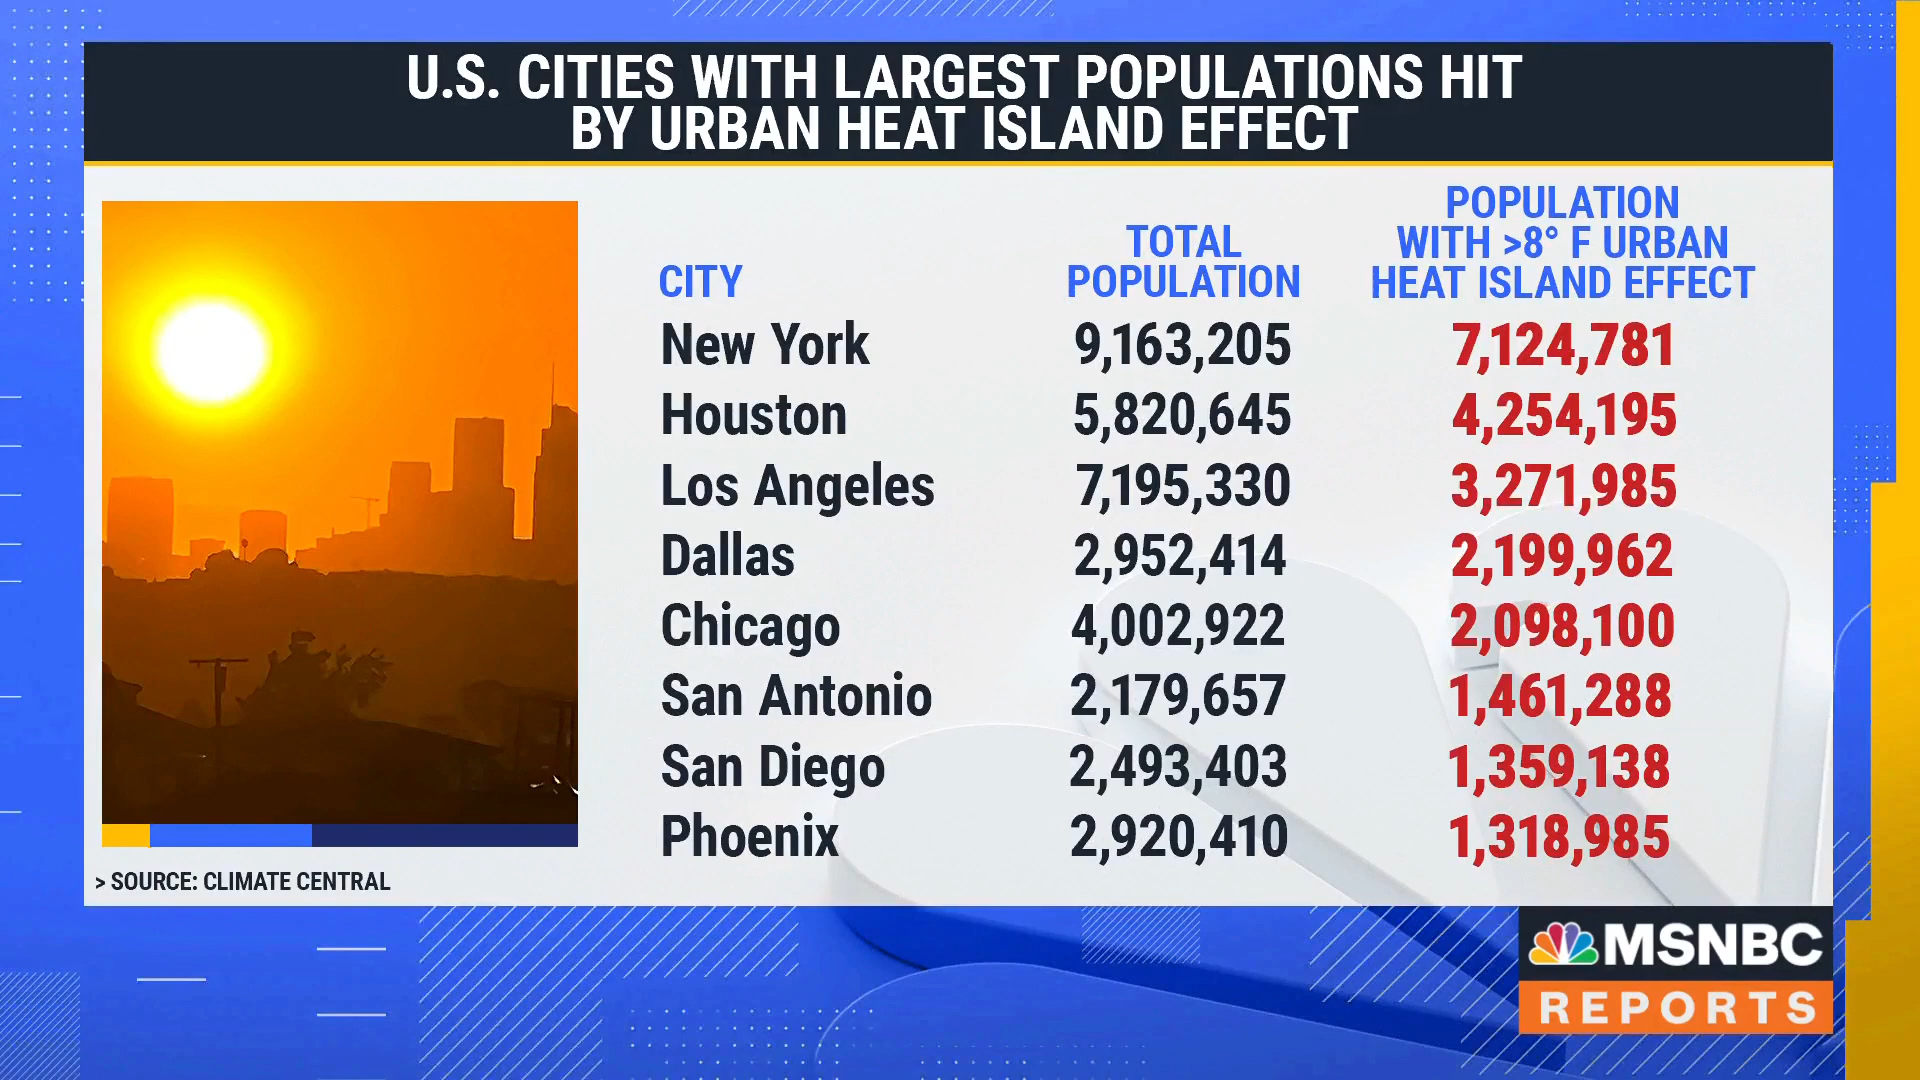 U.S. CITIES WITH LARGEST POPULATIONS HIT
BY URBAN HEAT ISLAND EFFECT
CITY
TOTAL
POPULATION
POPULATION
WITH >8° F URBAN
HEAT ISLAND EFFECT
New York 9,163,205 7,124,781
Houston 5,820,645 4,254,195
Los Angeles 7,195,330 3,271,985
Dallas 2,952,414 2,199,962
Chicago 4,002,922 2,098,100
San Antonio 2,179,657 1,461,288
San Diego 2,493,403 1,359,138
Phoenix 2,920,410 1,318,985
> SOURCE: CLIMATE CENTRAL
MSNBC
REPORTS